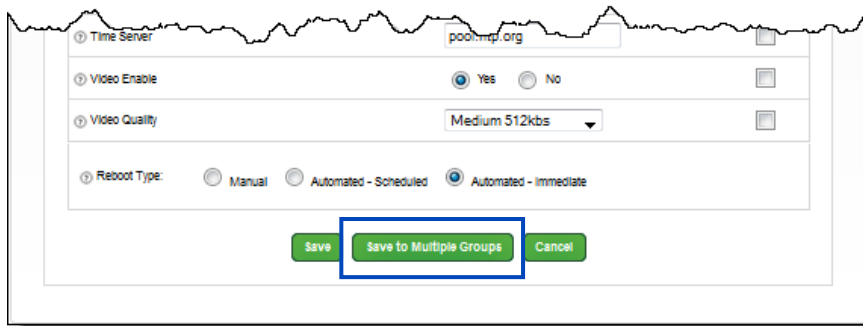 Time Server pool.ntp.org
Video Enable Yes No
Video Quality Medium 512kbs
Reboot Type: Manual Automated - Scheduled Automated - Immediate
Save Save to Multiple Groups Cancel